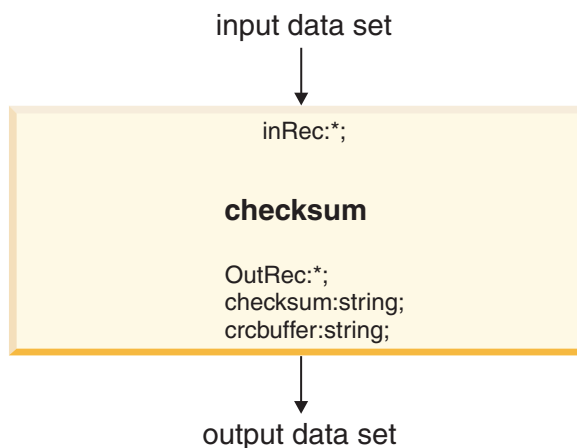 input data set
inRec:*;
checksum
OutRec:*;
checksum:string;
crcbuffer:string;
output data set